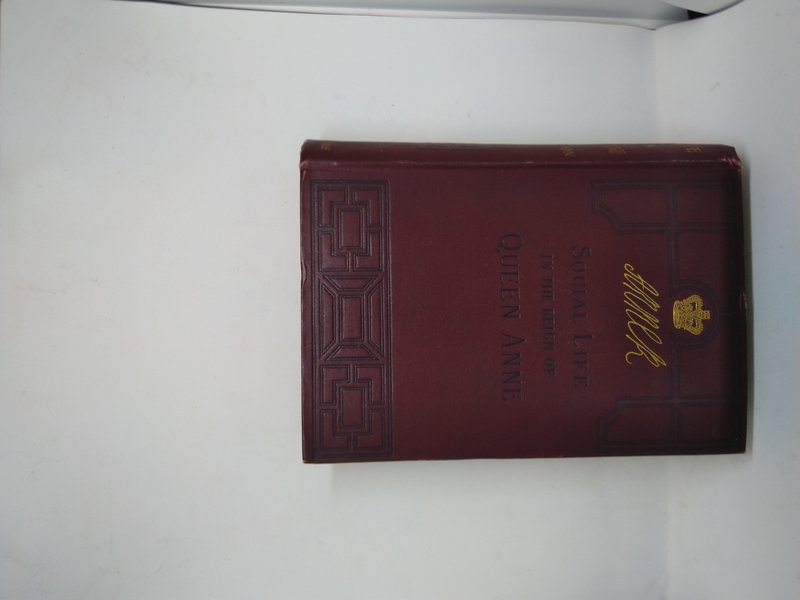 Anne R
SOCIAL LIFE
IN THE REIGN OF
QUEEN ANNE